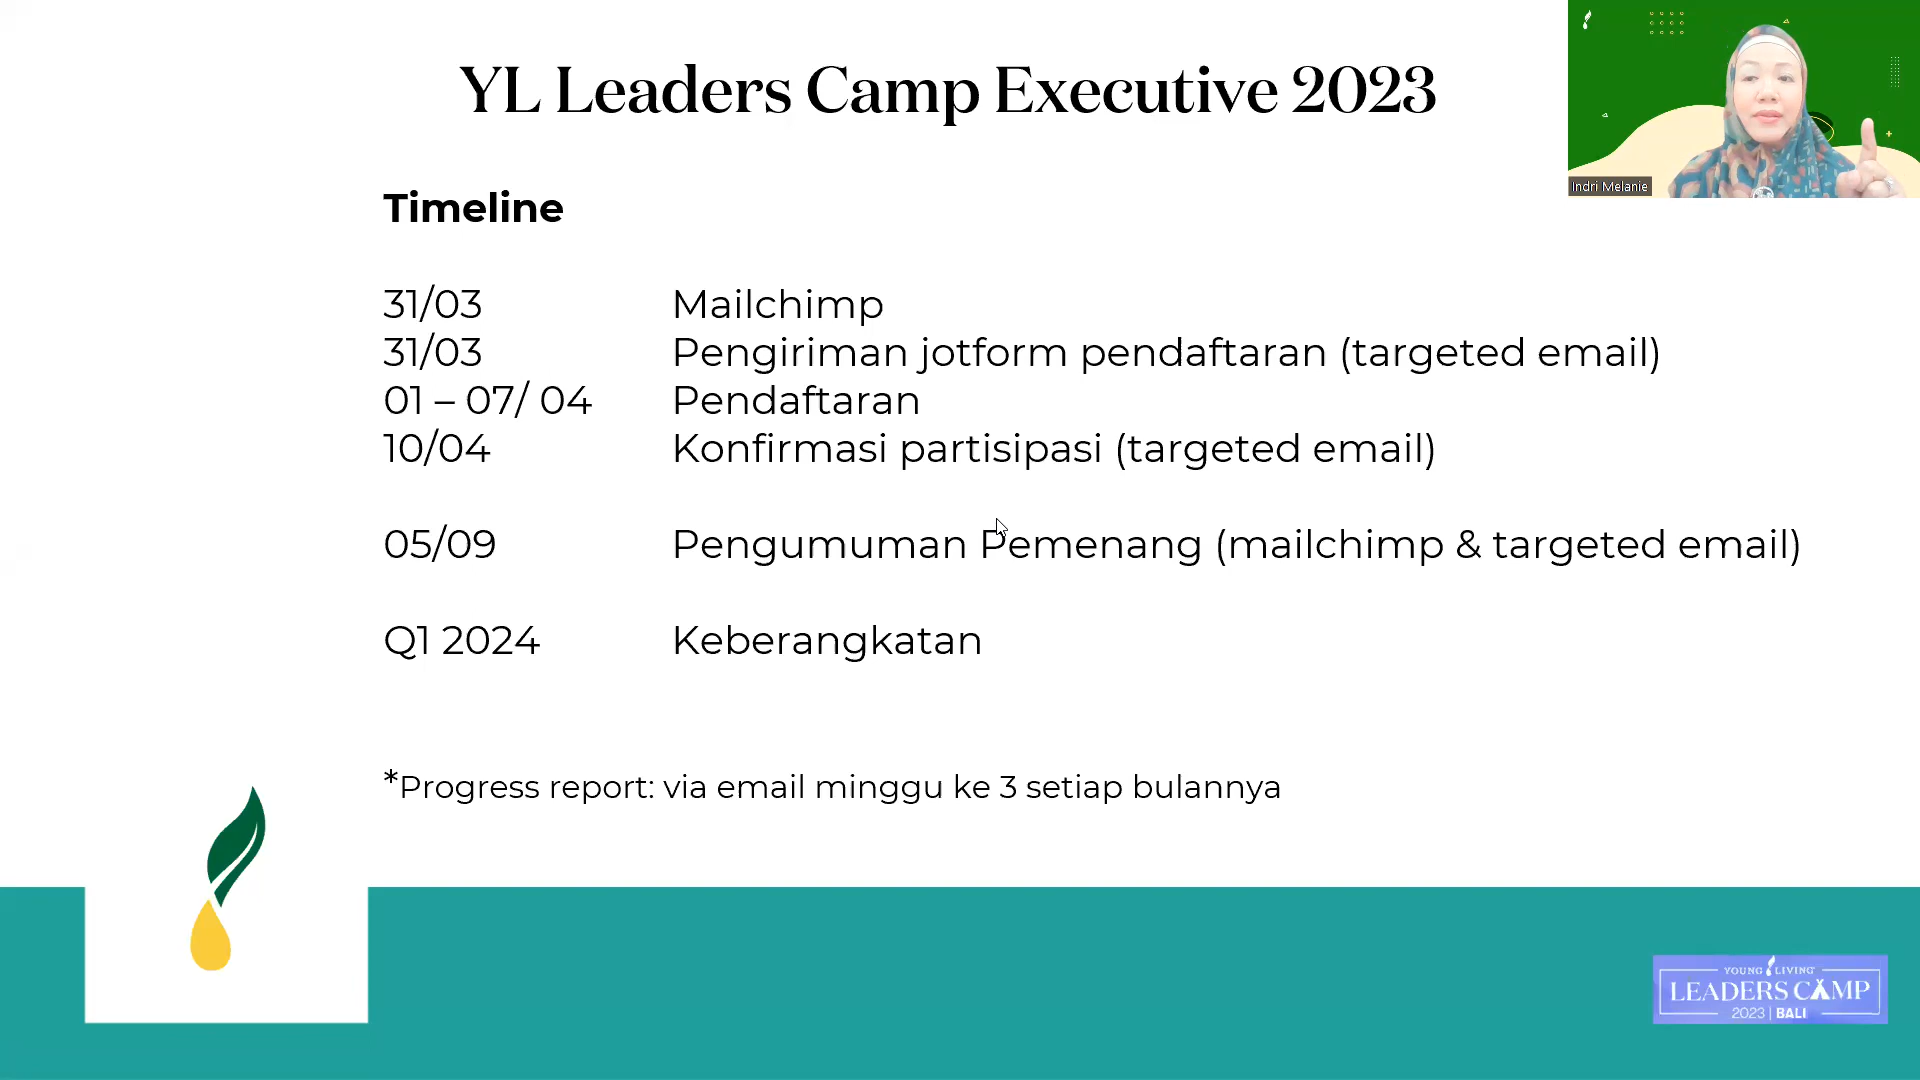 YL Leaders Camp Executive 2023
Indri Melanie
Timeline
31/03 Mailchimp
31/03 Pengiriman jotform pendaftaran (targeted email)
01 – 07/ 04 Pendaftaran
10/04 Konfirmasi partisipasi (targeted email)
05/09 Pengumuman Pemenang (mailchimp & targeted email)
Q1 2024 Keberangkatan
*Progress report: via email minggu ke 3 setiap bulannya
YOUNG LIVING
LEADERS CAMP
2023 | BALI